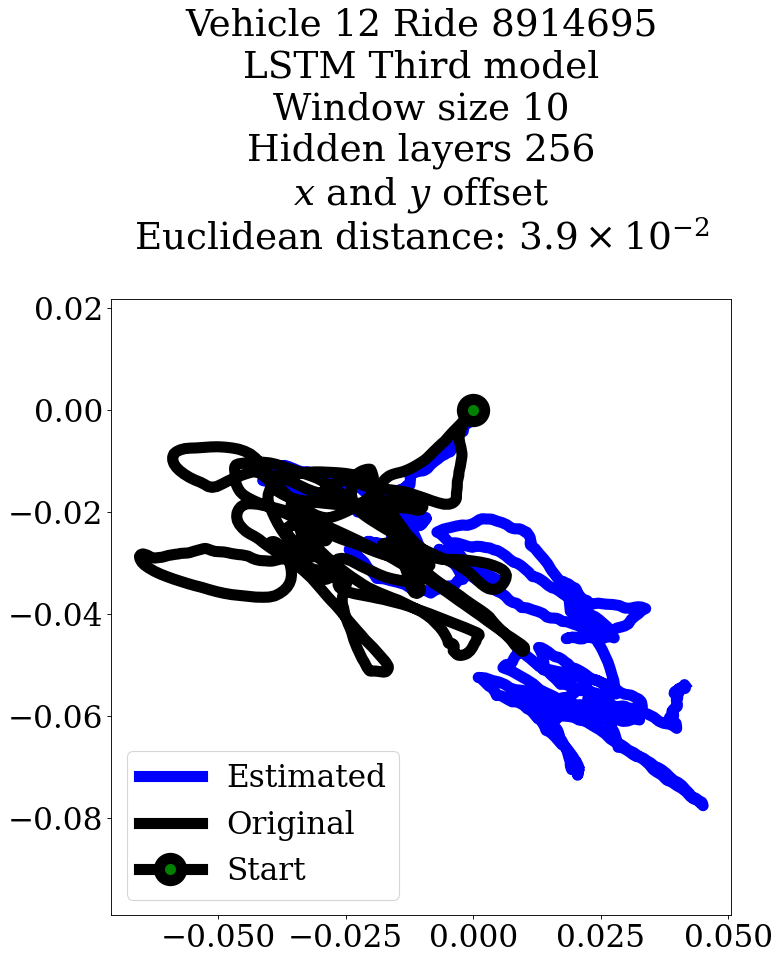 Vehicle 12 Ride 8914695
LSTM Third model
Window size 10
Hidden layers 256
x and y offset
Euclidean distance: 3.9 × 10⁻²
0.02
0.00
−0.02
−0.04
−0.06
−0.08
Estimated
Original
Start
−0.050 −0.025 0.000 0.025 0.050